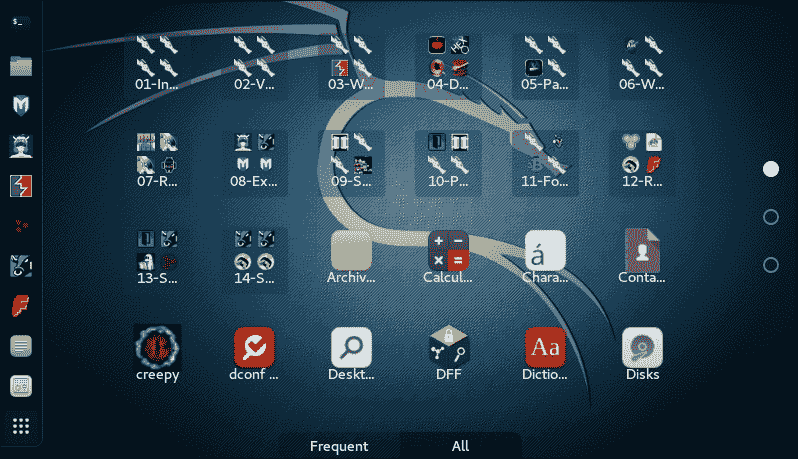 $_
01-In...
02-V...
03-W...
04-D...
05-Pa...
06-W...
07-R...
08-Ex...
09-S...
10-P...
11-Fo...
12-R...
13-S...
14-S...
Archiv...
Calcul...
á
Chara...
Conta...
creepy
dconf ...
Deskt...
DFF
Aa
Dictio...
Disks
Frequent
All